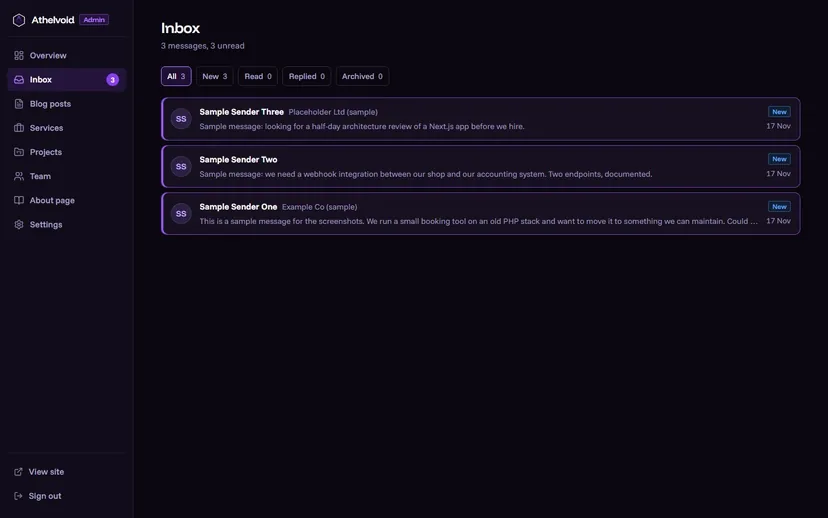 Athelvoid Admin
Overview
Inbox 3
Blog posts
Services
Projects
Team
About page
Settings
View site
Sign out
Inbox
3 messages, 3 unread
All 3 New 3 Read 0 Replied 0 Archived 0
SS
Sample Sender Three Placeholder Ltd (sample) New
Sample message: looking for a half-day architecture review of a Next.js app before we hire. 17 Nov
SS
Sample Sender Two New
Sample message: we need a webhook integration between our shop and our accounting system. Two endpoints, documented. 17 Nov
SS
Sample Sender One Example Co (sample) New
This is a sample message for the screenshots. We run a small booking tool on an old PHP stack and want to move it to something we can maintain. Could ... 17 Nov